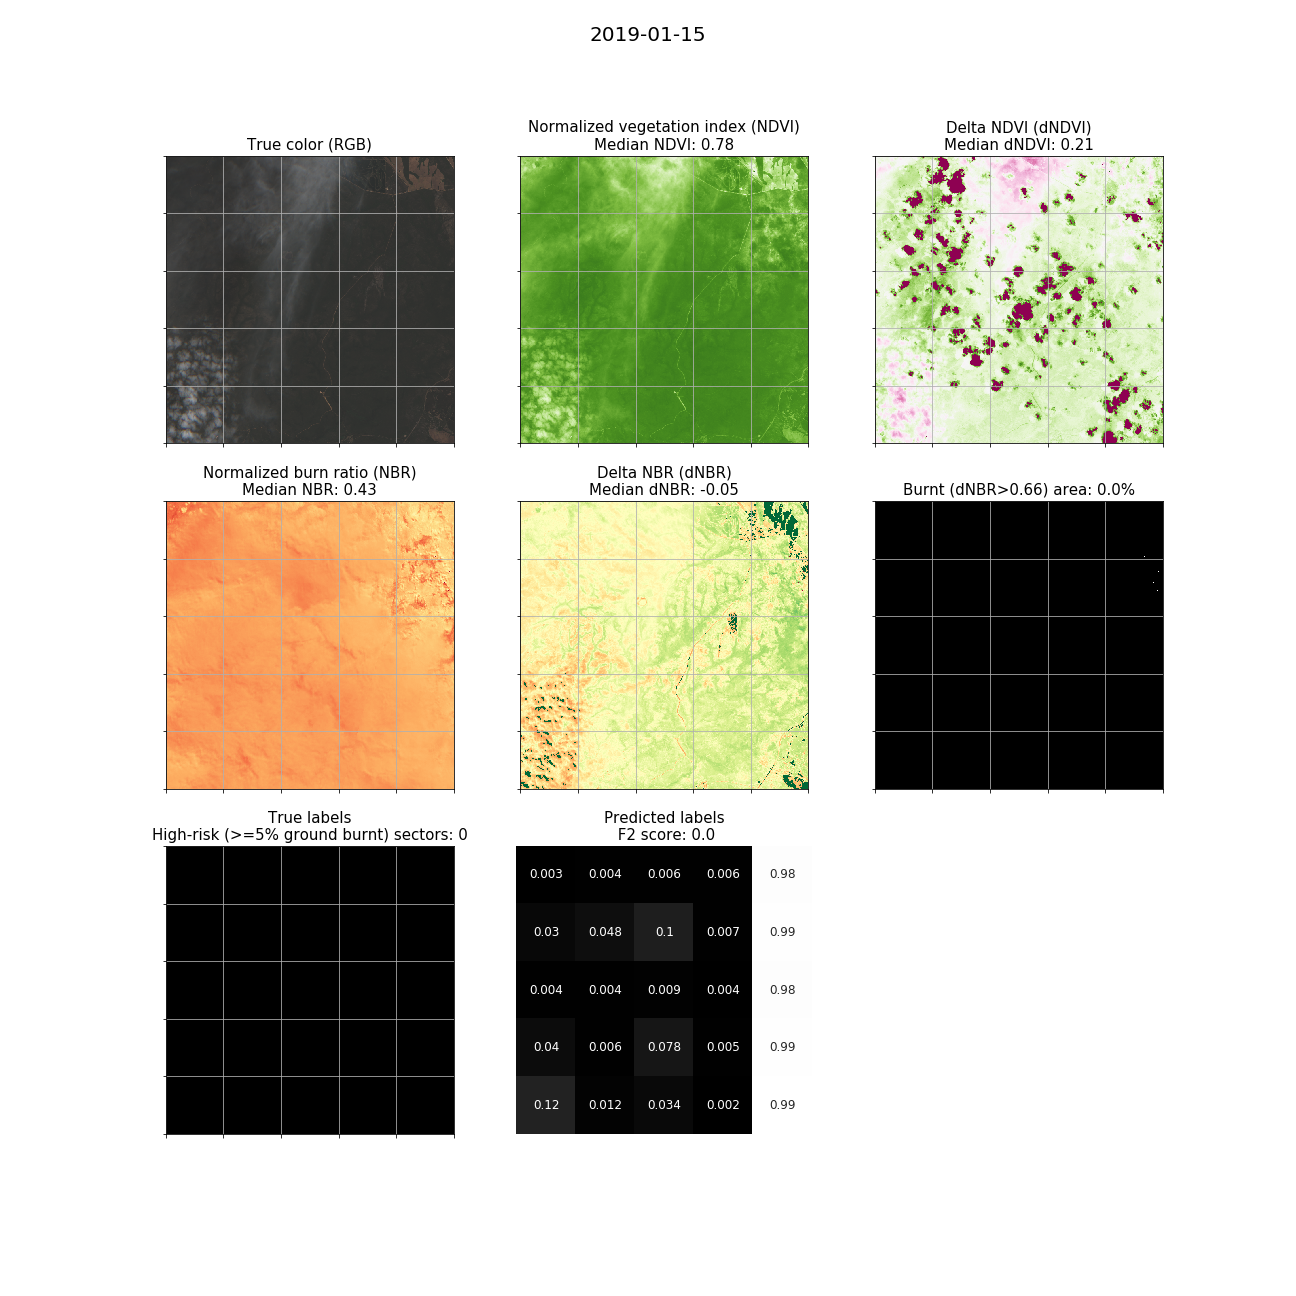 2019-01-15
True color (RGB)
Normalized vegetation index (NDVI)
Median NDVI: 0.78
Delta NDVI (dNDVI)
Median dNDVI: 0.21
Normalized burn ratio (NBR)
Median NBR: 0.43
Delta NBR (dNBR)
Median dNBR: -0.05
Burnt (dNBR>0.66) area: 0.0%
True labels
High-risk (>=5% ground burnt) sectors: 0
Predicted labels
F2 score: 0.0
0.003 0.004 0.006 0.006 0.98
0.03 0.048 0.1 0.007 0.99
0.004 0.004 0.009 0.004 0.98
0.04 0.006 0.078 0.005 0.99
0.12 0.012 0.034 0.002 0.99